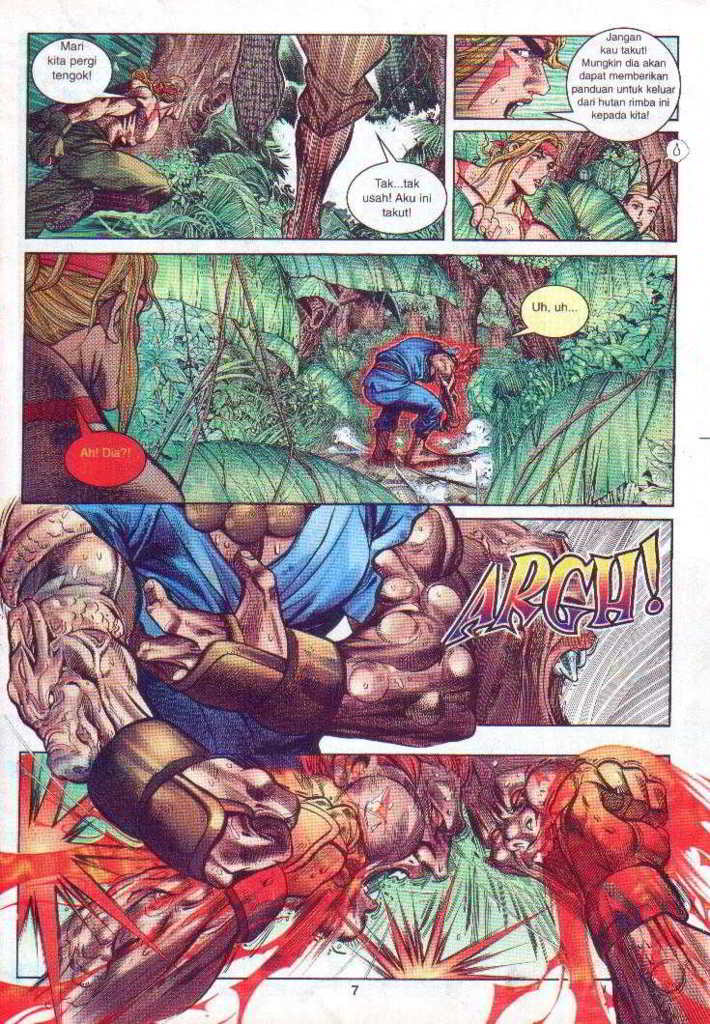 Mari
kita pergi
tengok!
Tak...tak
usah! Aku ini
takut!
Jangan
kau takut!
Mungkin dia akan
dapat memberikan
panduan untuk keluar
dari hutan rimba ini
kepada kita!
Uh, uh...
Ah! Dia?!
ARGH!
7